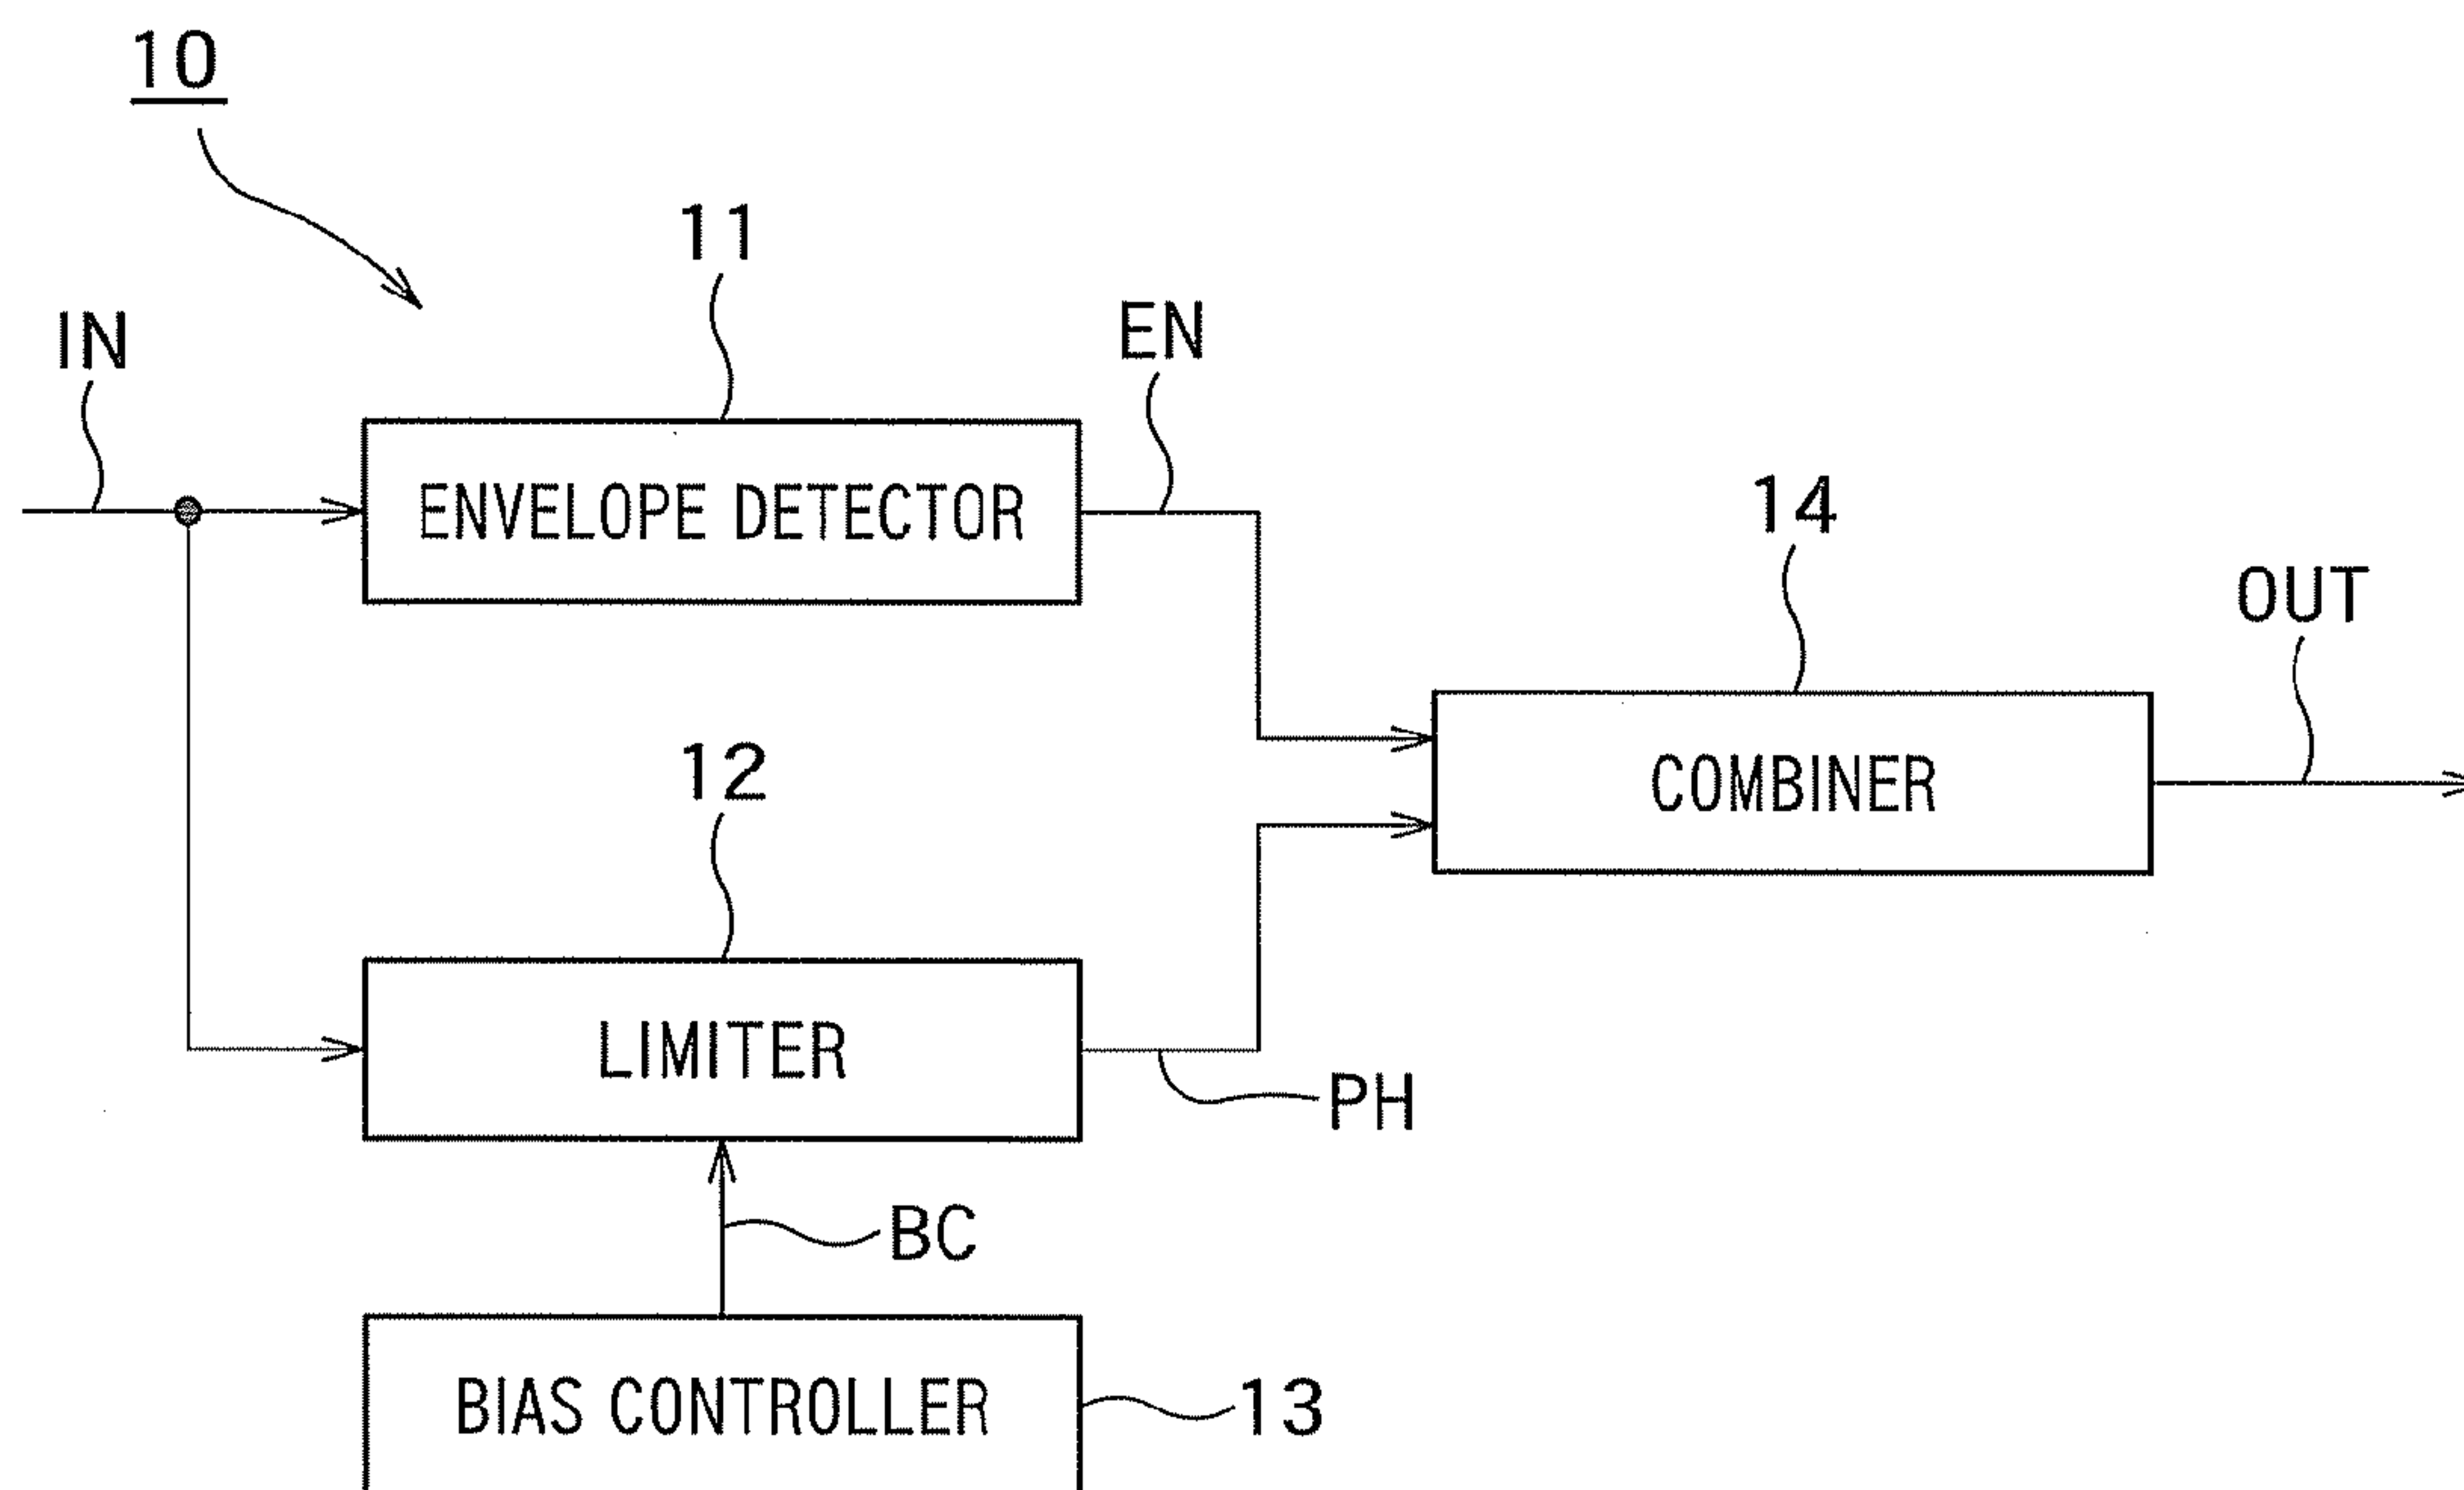 10
11
IN
EN
ENVELOPE DETECTOR
14
OUT
12
COMBINER
LIMITER
PH
BC
BIAS CONTROLLER
13